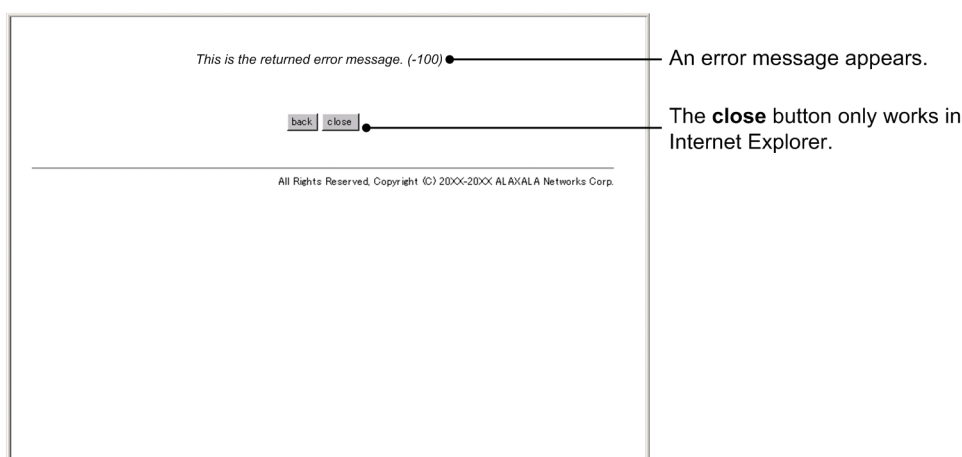 This is the returned error message. (-100)
An error message appears.
back close
The close button only works in
Internet Explorer.
All Rights Reserved, Copyright (C) 20XX-20XX ALAXALA Networks Corp.